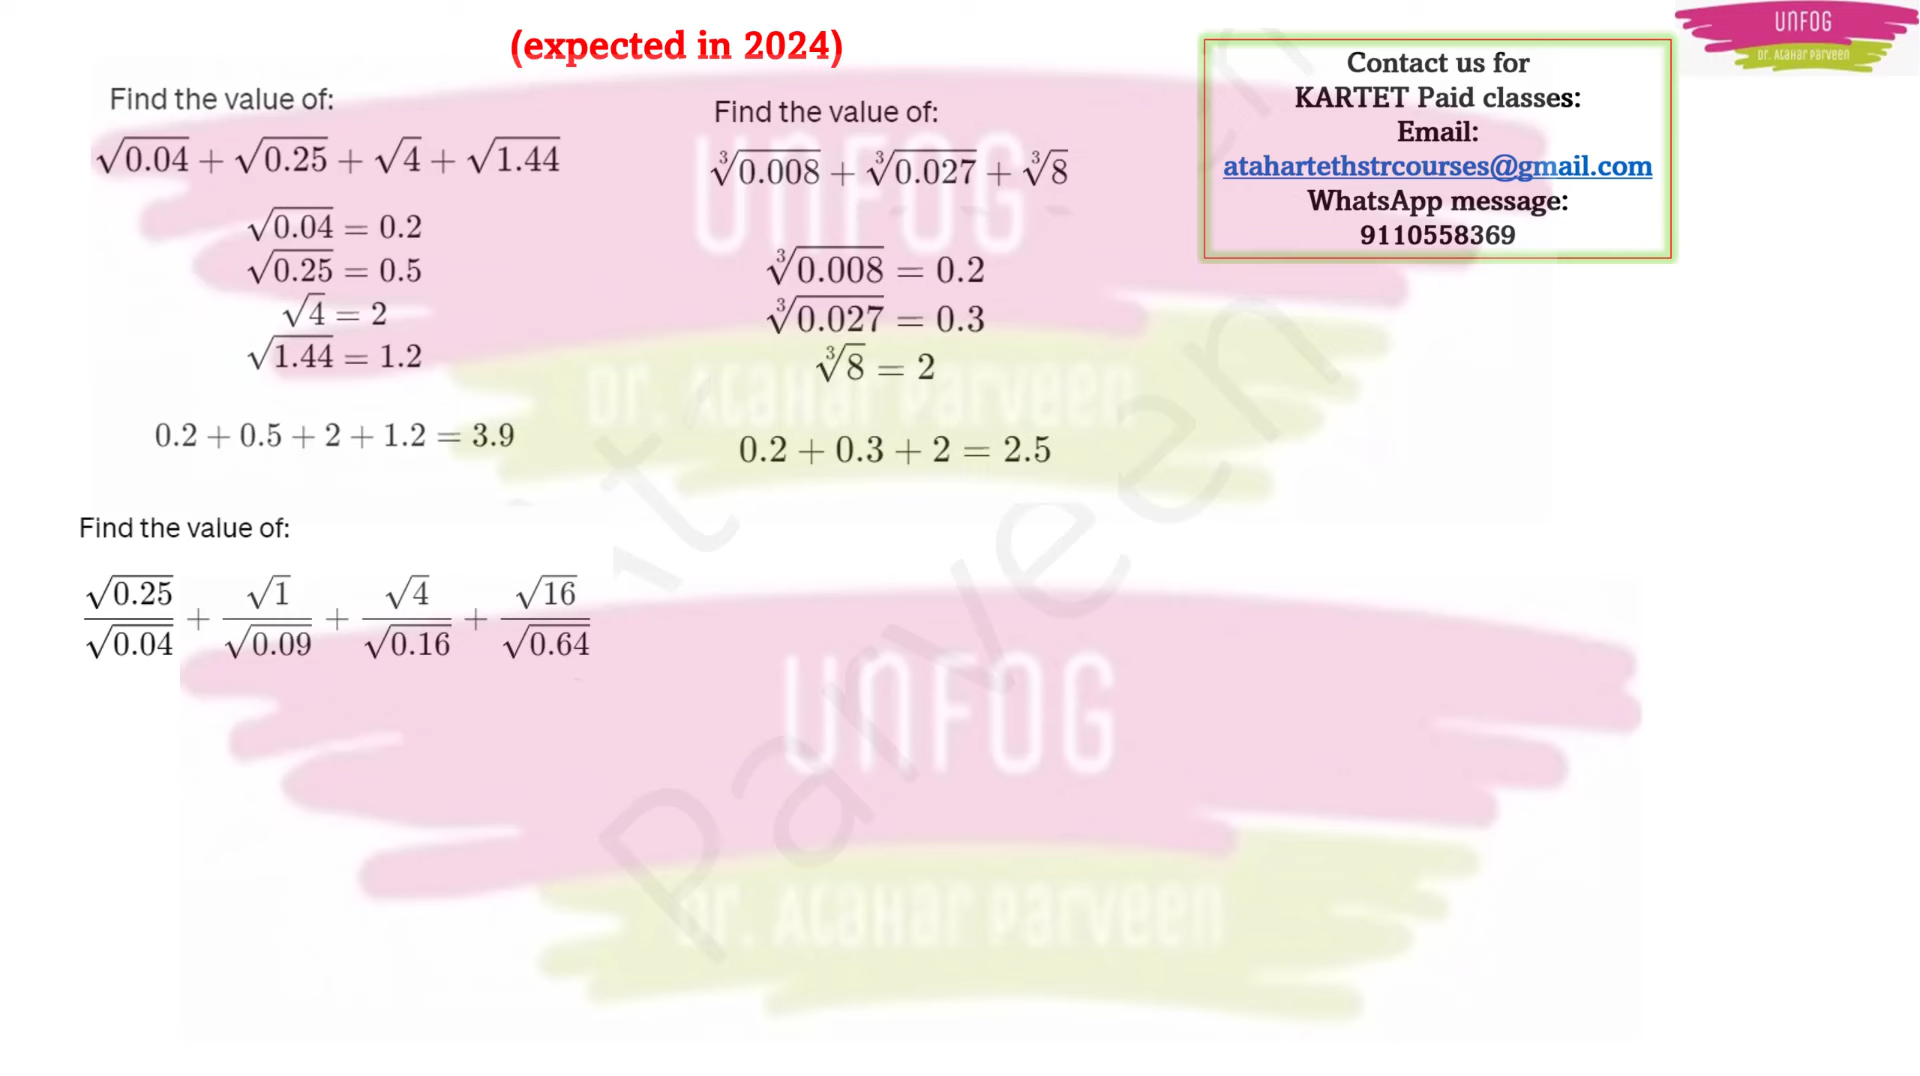 (expected in 2024)
UNFOG
Dr. Atahar Parveen
Contact us for
KARTET Paid classes:
Email:
atahartethstrcourses@gmail.com
WhatsApp message:
9110558369
Find the value of:
√0.04 + √0.25 + √4 + √1.44
√0.04 = 0.2
√0.25 = 0.5
√4 = 2
√1.44 = 1.2
0.2 + 0.5 + 2 + 1.2 = 3.9
Find the value of:
∛0.008 + ∛0.027 + ∛8
∛0.008 = 0.2
∛0.027 = 0.3
∛8 = 2
0.2 + 0.3 + 2 = 2.5
UNFOG
Dr. Atahar Parveen
Find the value of:
√0.25/√0.04 + √1/√0.09 + √4/√0.16 + √16/√0.64
UNFOG
Dr. Atahar Parveen
Parveen